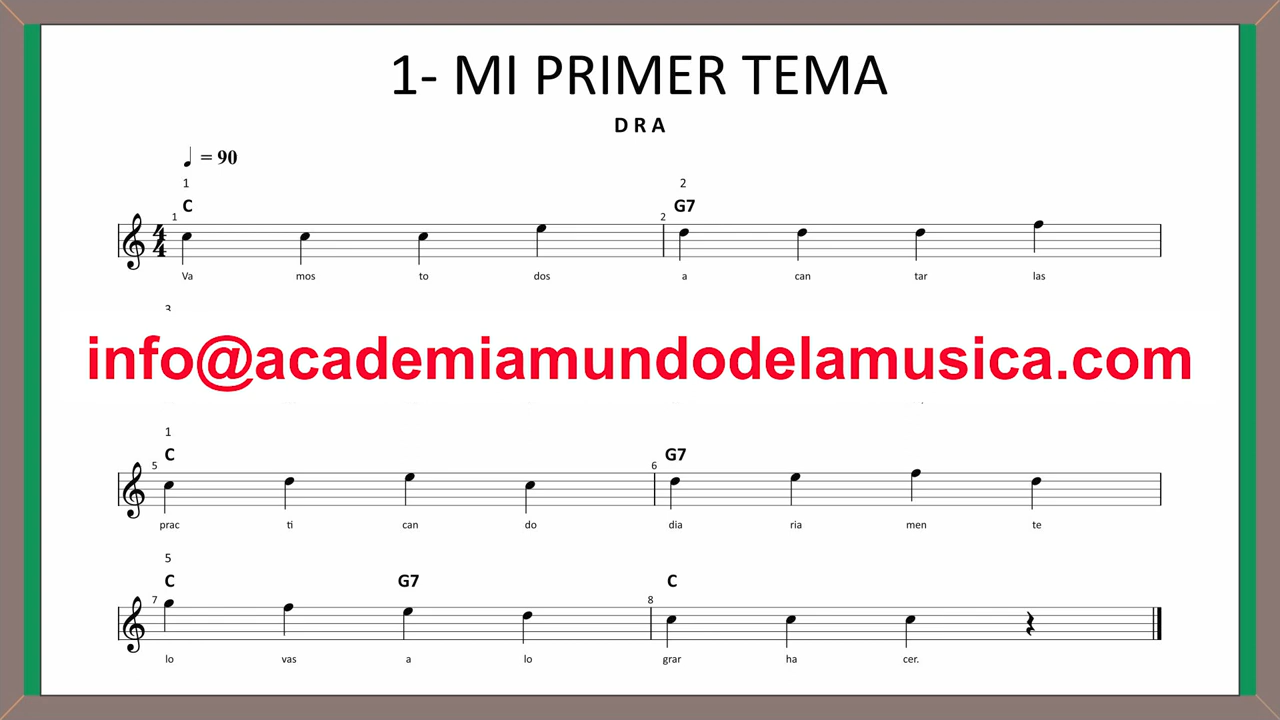 1- MI PRIMER TEMA
D R A
♩ = 90
1 2
C G7
1 2
4
4
Va mos to dos a can tar las
3
info@academiamundodelamusica.com
1
C G7
5 6
prac ti can do dia ria men te
5
C G7 C
7 8
lo vas a lo grar ha cer.